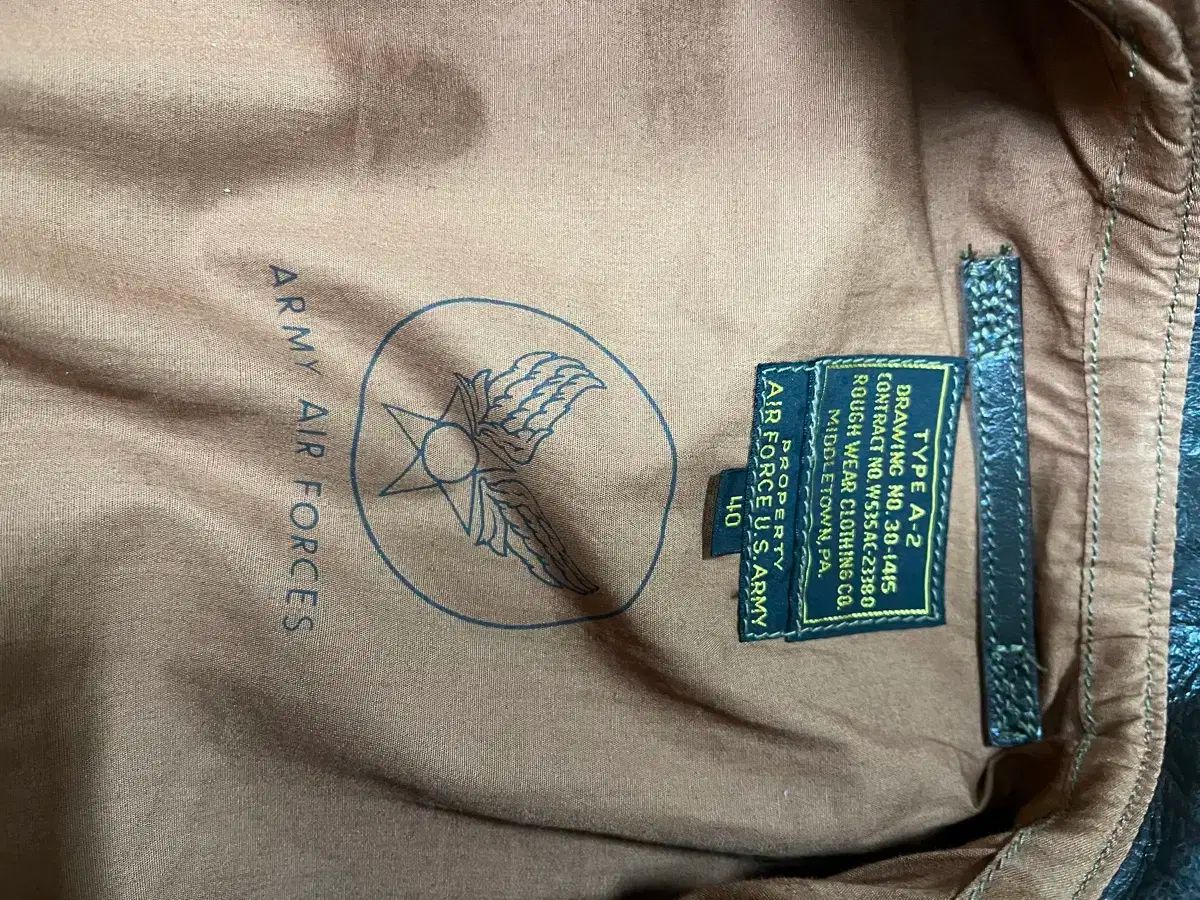 TYPE A-2
DRAWING NO. 30-1415
CONTRACT NO. W535AC-23380
ROUGH WEAR CLOTHING CO.
MIDDLETOWN, PA.
PROPERTY
AIR FORCE U.S. ARMY
40
ARMY AIR FORCES